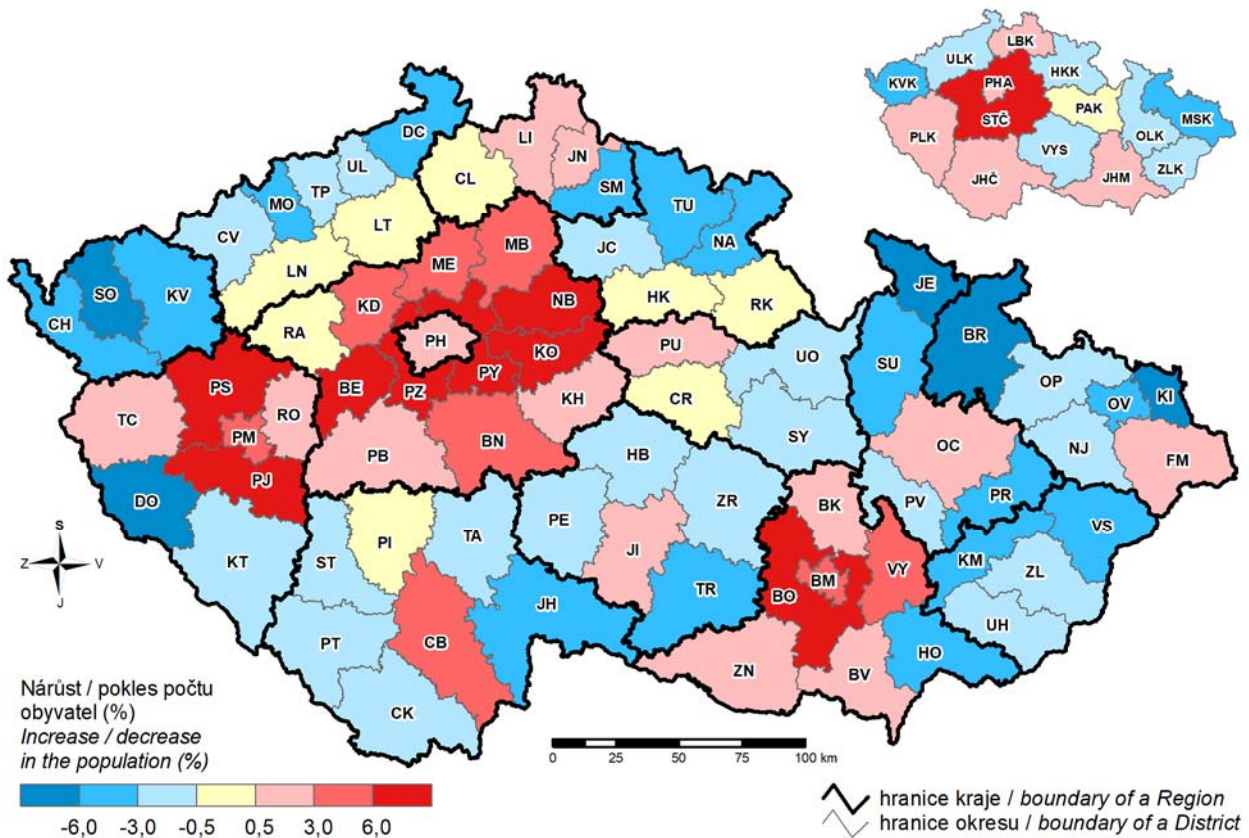 LBK
ULK
HKK
KVK
PHA
PAK
STČ
MSK
PLK
OLK
VYS
ZLK
JHČ
JHM
DC
LI
UL
JN
CL
TP
SM
MO
TU
LT
CV
NA
MB
JC
ME
LN
SO
KV
NB
JE
KD
HK
RK
CH
RA
BR
PH
PU
KO
UO
SU
OP
PY
PS
BE
PZ
KI
OV
KH
CR
TC
RO
PM
OC
SY
BN
HB
PB
NJ
FM
PJ
DO
ZR
PR
BK
PV
PE
TA
VS
PI
JI
KT
ST
KM
VY
ZL
BM
TR
BO
JH
UH
PT
CB
HO
ZN
BV
CK
S
Z V
J
Nárůst / pokles počtu
obyvatel (%)
Increase / decrease
in the population (%)
-6,0 -3,0 -0,5 0,5 3,0 6,0
0 25 50 75 100 km
hranice kraje / boundary of a Region
hranice okresu / boundary of a District